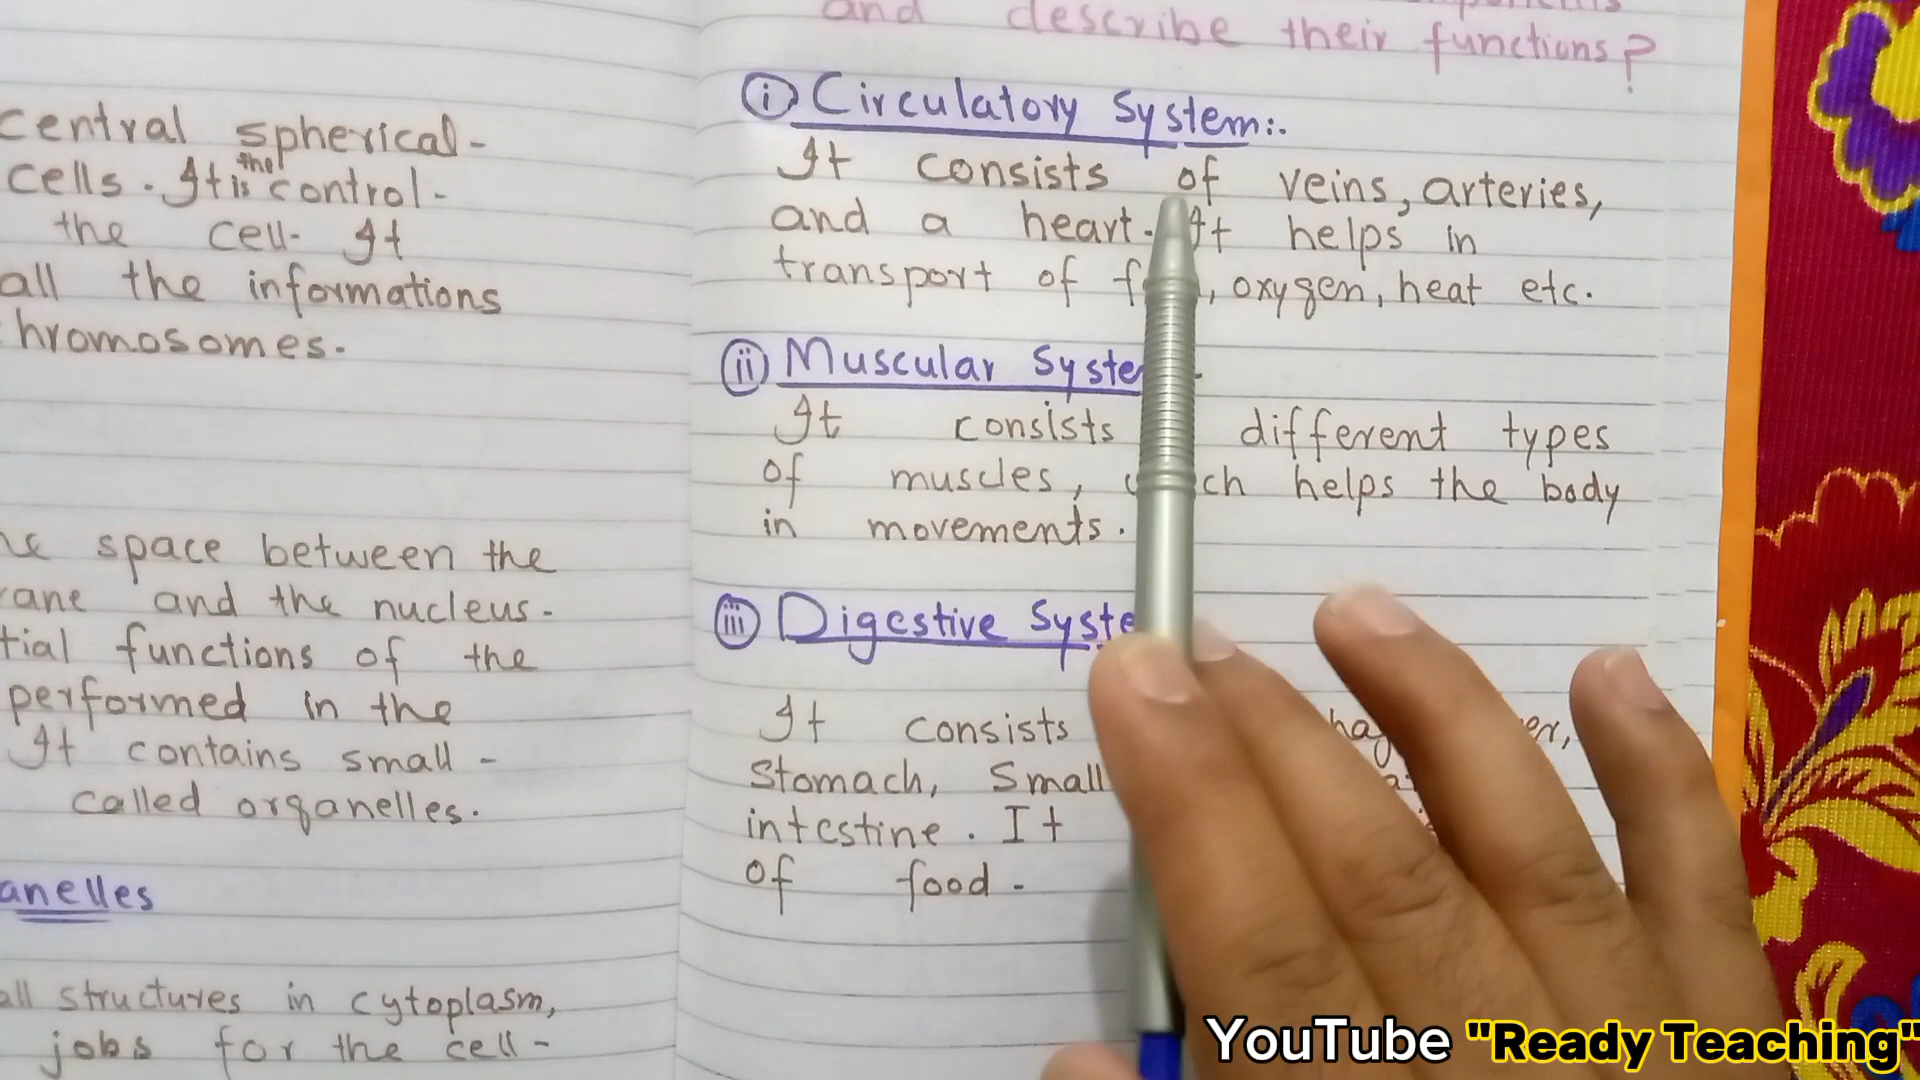 central spherical-
cells. It is the control-
the cell- It
all the informations
hromosomes-
space between the
rane and the nucleus-
tial functions of the
performed in the
It contains small -
called organelles.
anelles
all structures in cytoplasm,
jobs for the cell-
and describe their functions?
(i) Circulatory System:.
It consists of veins, arteries,
and a heart. It helps in
transport of , oxygen, heat etc.
(ii) Muscular Syste
It consists different types
of muscles, ch helps the body
in movements.
(iii) Digestive Syste
It consists
Stomach, Small
intestine. It
of food-
YouTube "Ready Teaching"